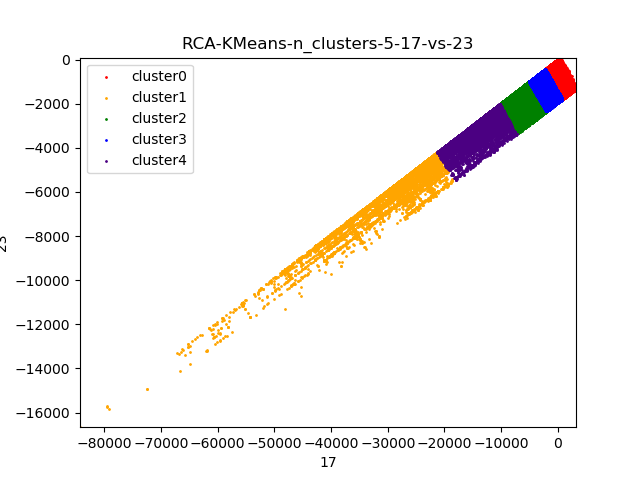 RCA-KMeans-n_clusters-5-17-vs-23
0
−2000
−4000
−6000
−8000
−10000
−12000
−14000
−16000
cluster0
cluster1
cluster2
cluster3
cluster4
23
−80000 −70000 −60000 −50000 −40000 −30000 −20000 −10000 0
17